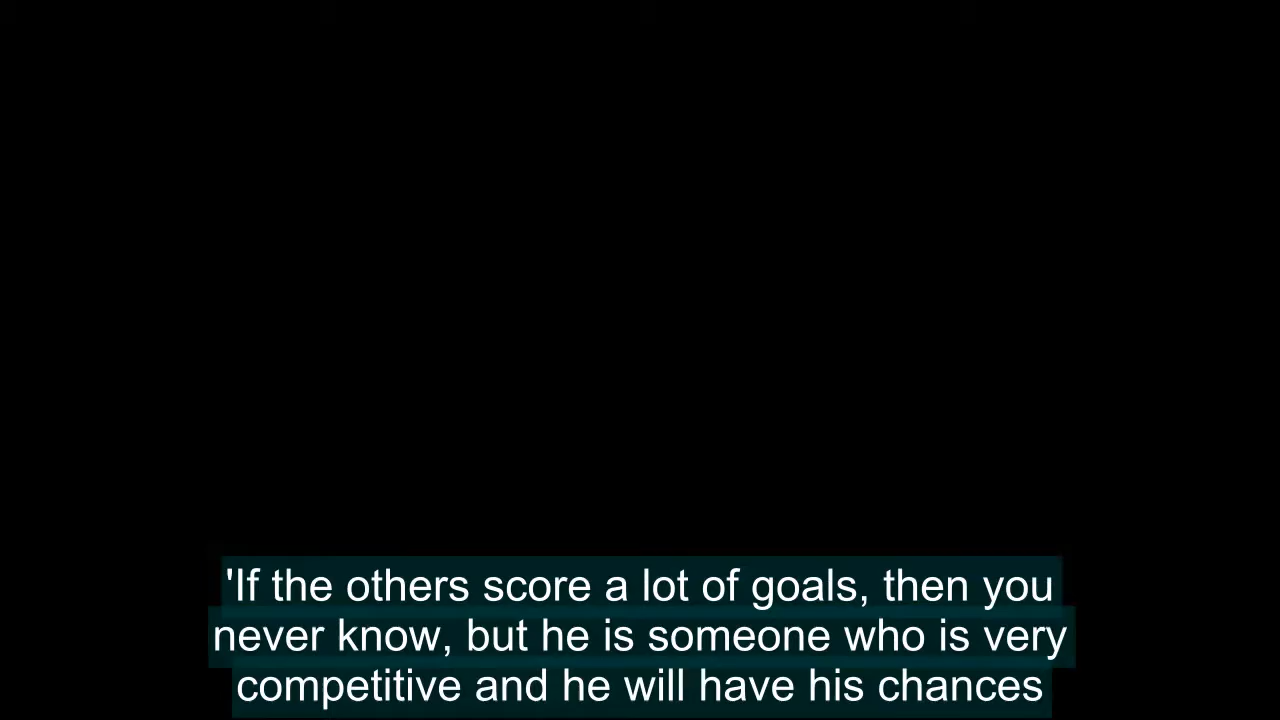 'If the others score a lot of goals, then you
never know, but he is someone who is very
competitive and he will have his chances